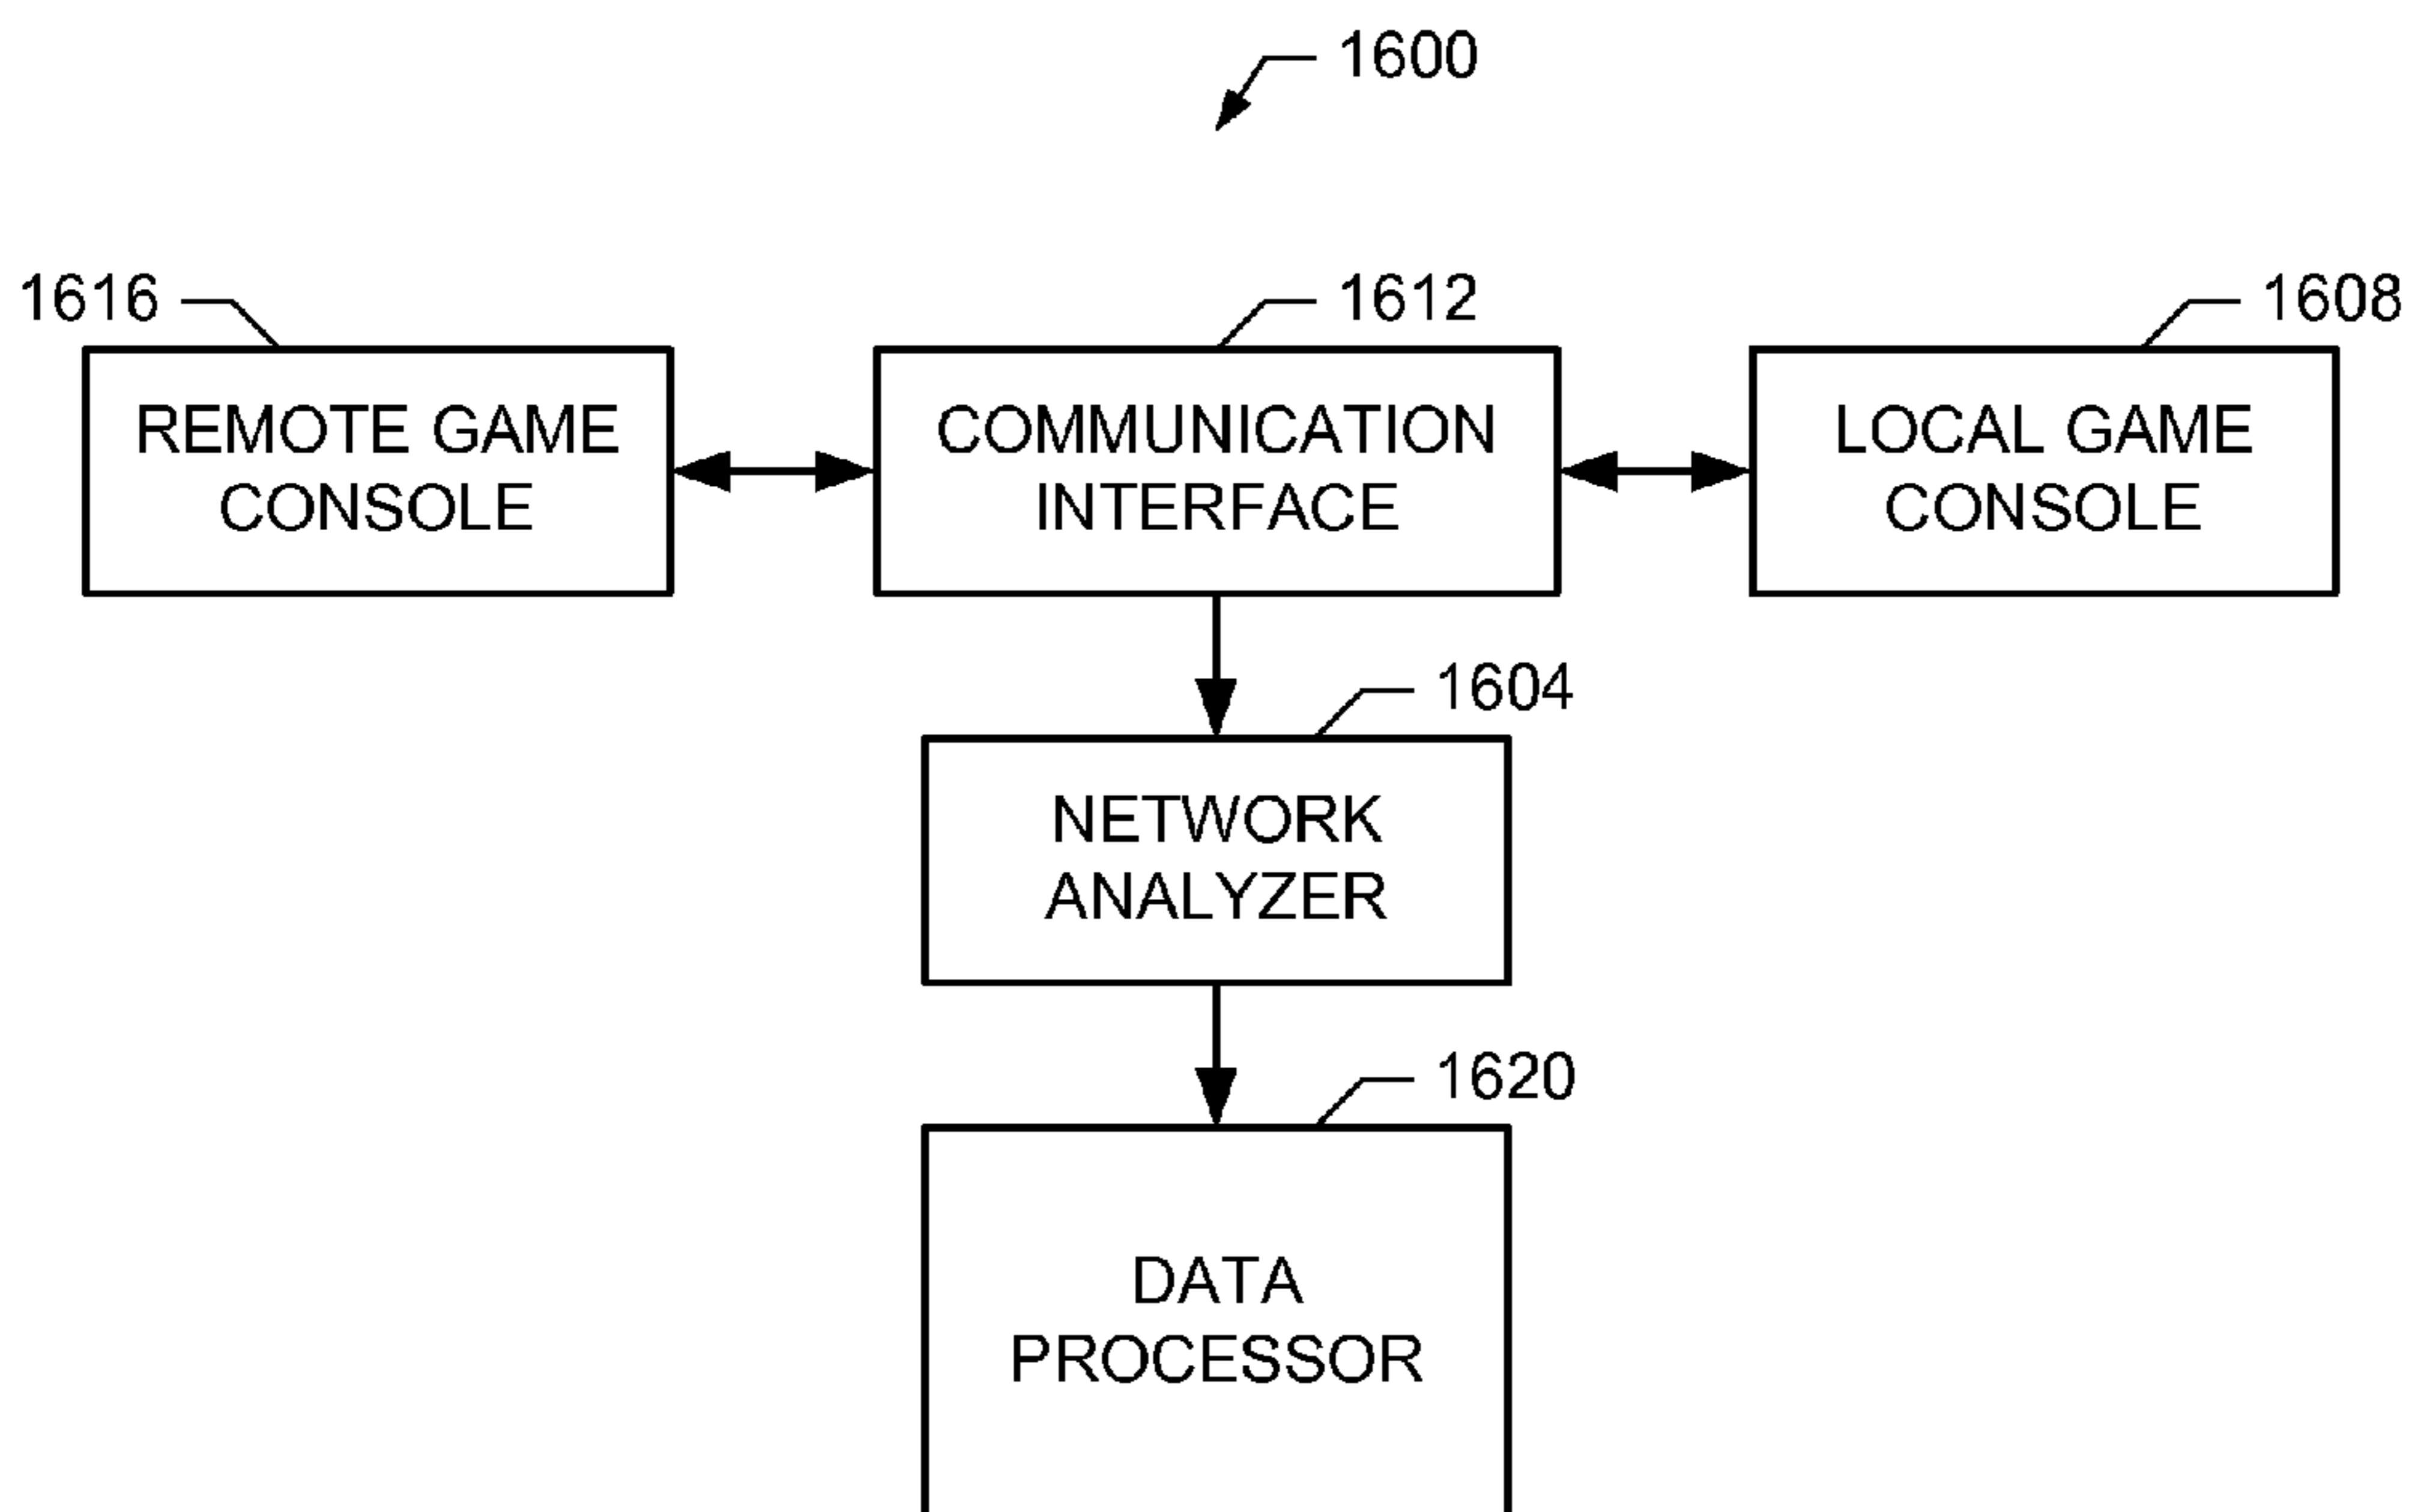 1600
1616
1612
1608
REMOTE GAME
CONSOLE
COMMUNICATION
INTERFACE
LOCAL GAME
CONSOLE
1604
NETWORK
ANALYZER
1620
DATA
PROCESSOR